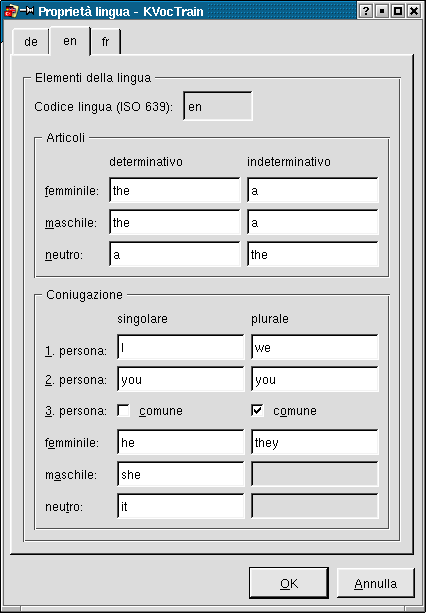 Proprietà lingua - KVocTrain
de en fr
Elementi della lingua
Codice lingua (ISO 639): en
Articoli
determinativo indeterminativo
femminile: the a
maschile: the a
neutro: a the
Coniugazione
singolare plurale
1. persona: I we
2. persona: you you
3. persona: comune comune
femminile: he they
maschile: she
neutro: it
OK Annulla